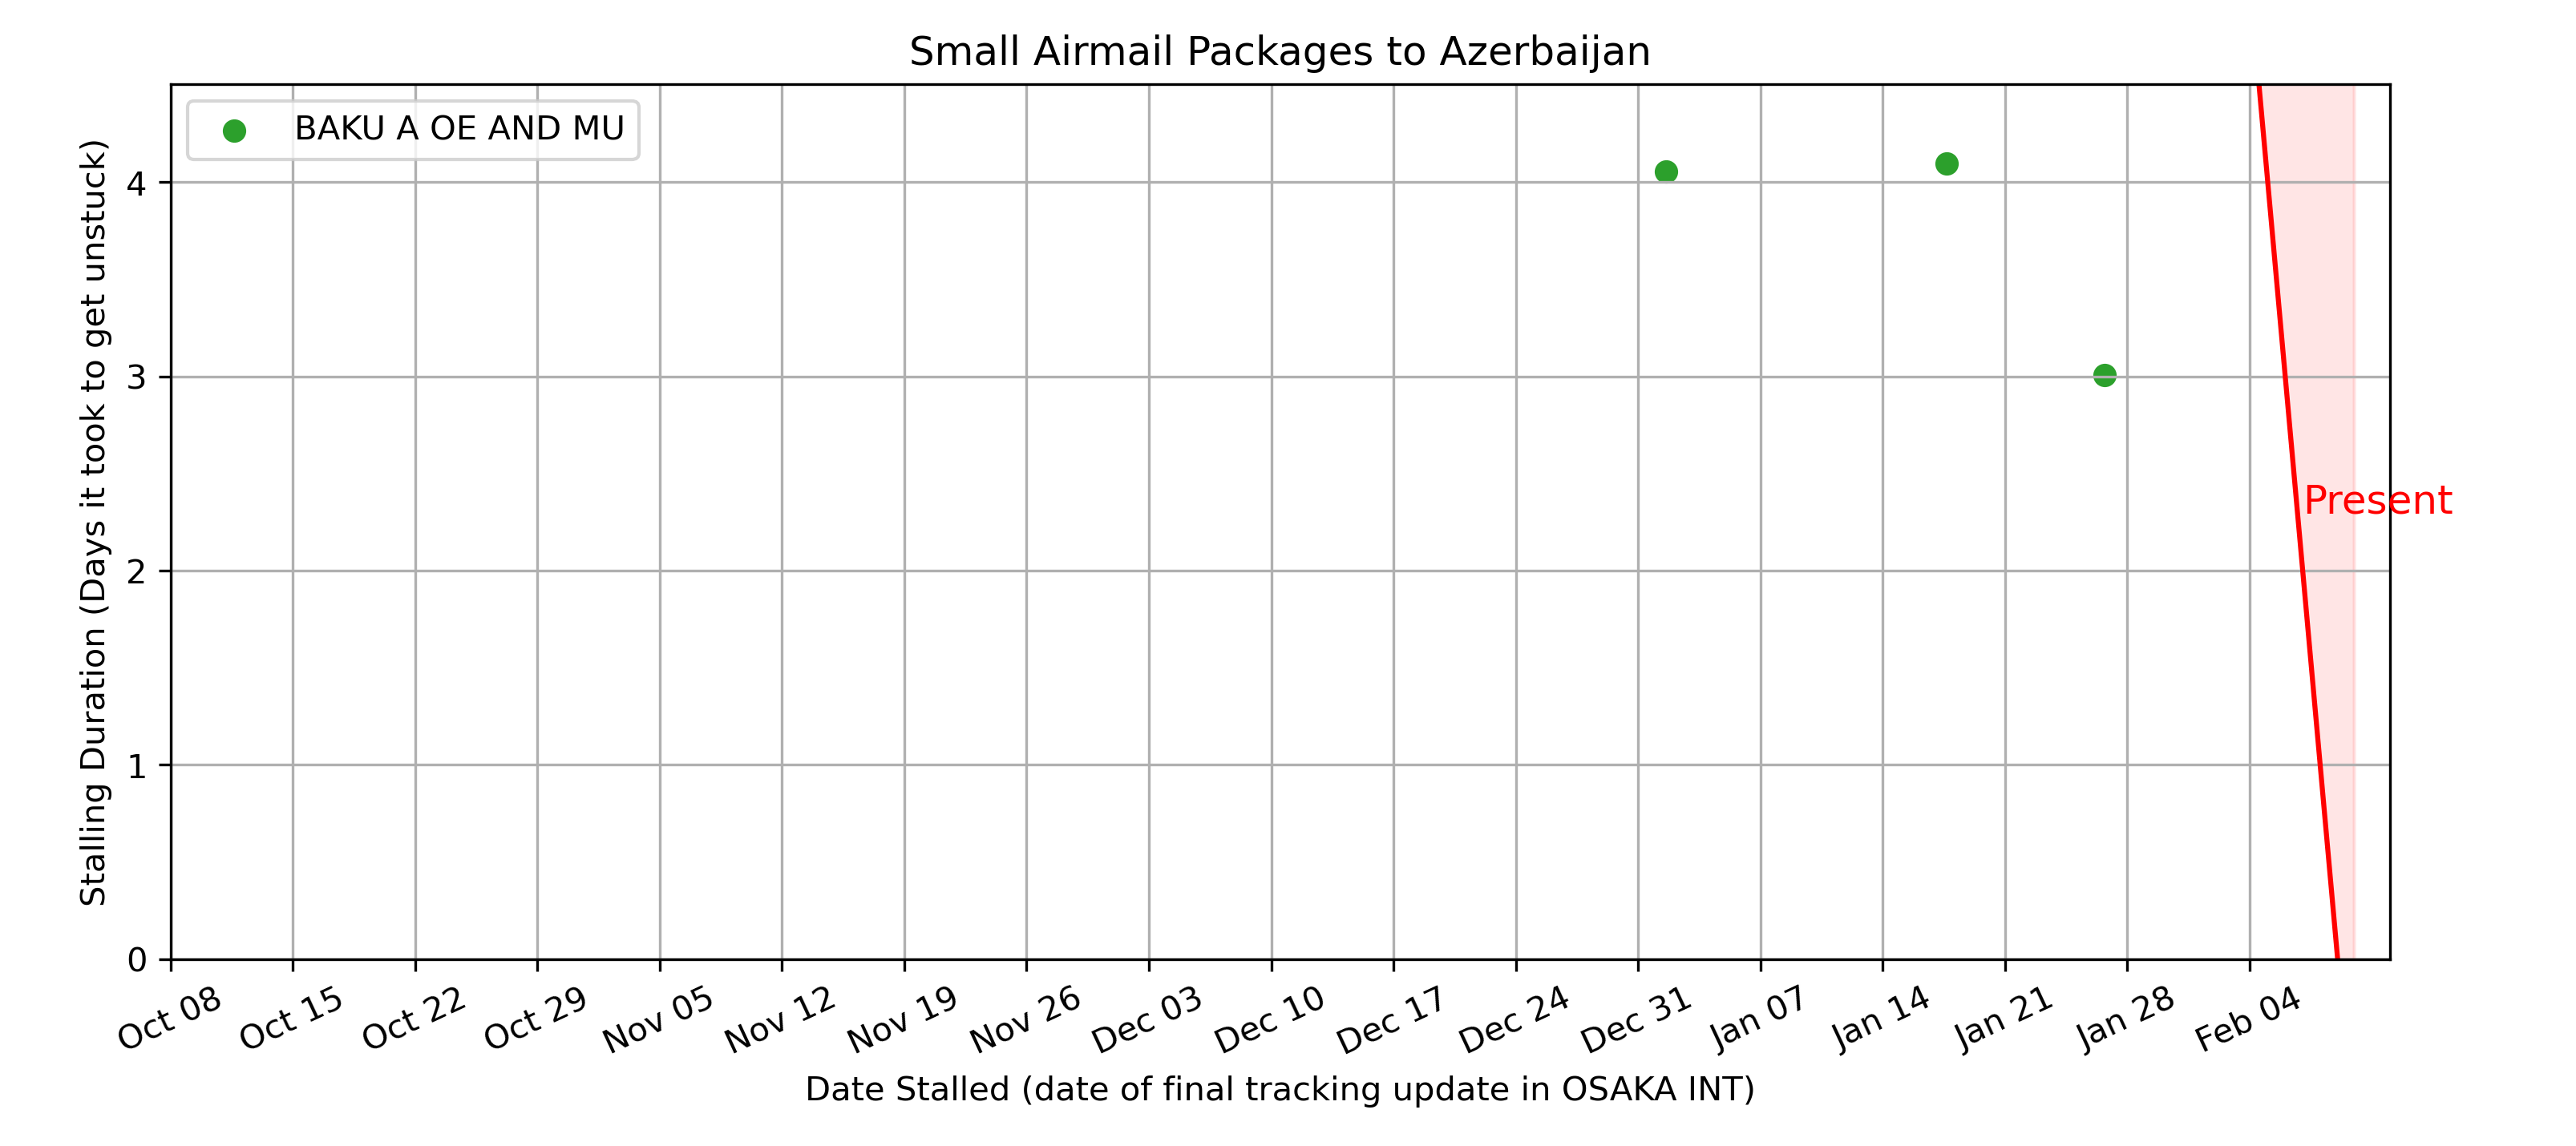 Small Airmail Packages to Azerbaijan
BAKU A OE AND MU
Stalling Duration (Days it took to get unstuck)
4
3
2
1
0
Present
Oct 08
Oct 15
Oct 22
Oct 29
Nov 05
Nov 12
Nov 19
Nov 26
Dec 03
Dec 10
Dec 17
Dec 24
Dec 31
Jan 07
Jan 14
Jan 21
Jan 28
Feb 04
Date Stalled (date of final tracking update in OSAKA INT)